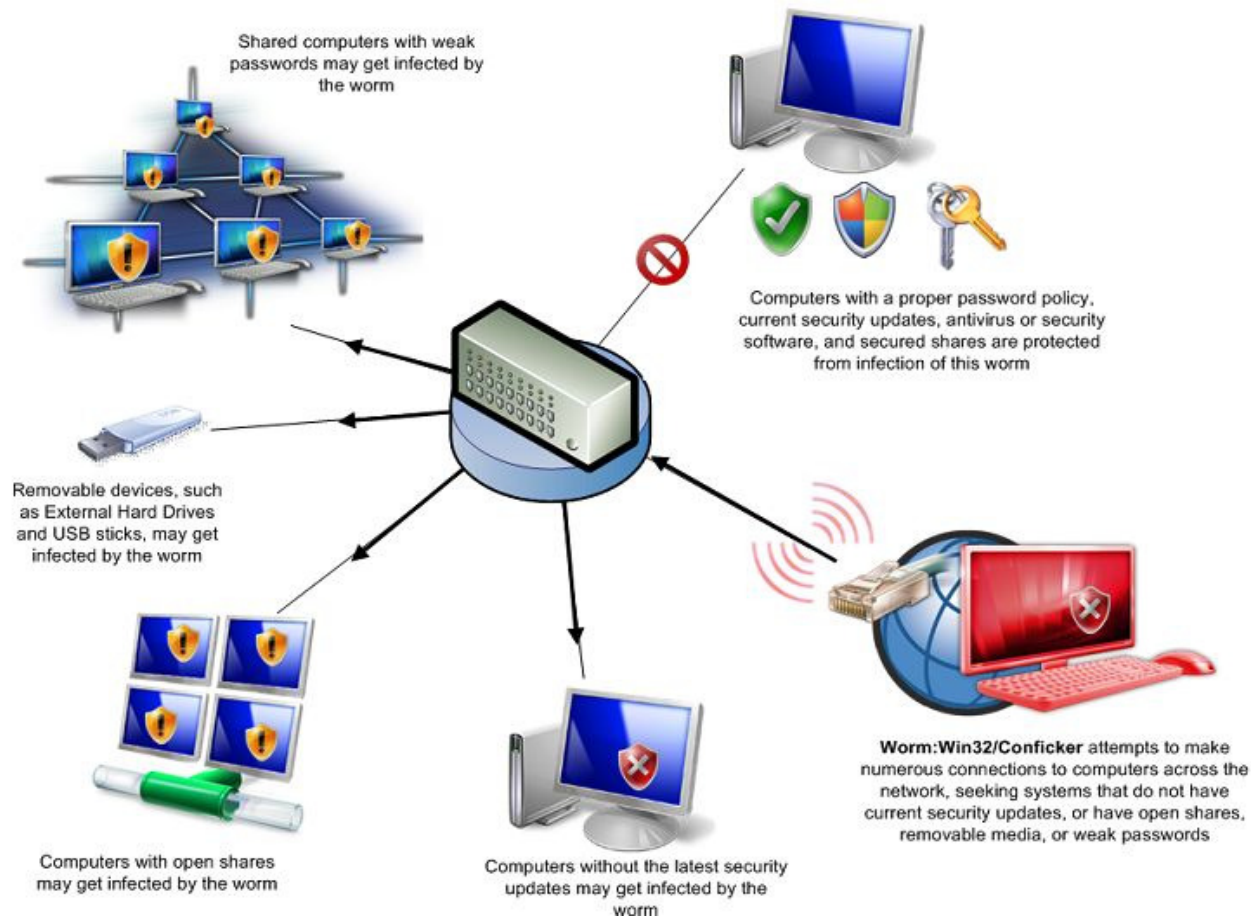 Shared computers with weak
passwords may get infected by
the worm
Computers with a proper password policy,
current security updates, antivirus or security
software, and secured shares are protected
from infection of this worm
Removable devices, such
as External Hard Drives
and USB sticks, may get
infected by the worm
Worm:Win32/Conficker attempts to make
numerous connections to computers across the
network, seeking systems that do not have
current security updates, or have open shares,
removable media, or weak passwords
Computers with open shares
may get infected by the worm
Computers without the latest security
updates may get infected by the
worm